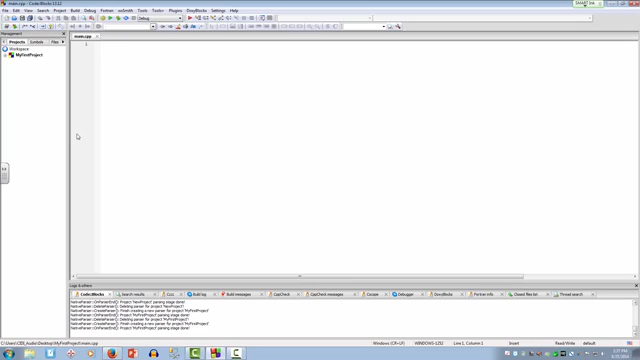 main.cpp - Code::Blocks 13.12
SMART Ink
File Edit View Search Project Build Debug Fortran wxSmith Tools Tools+ Plugins DoxyBlocks Settings Help
Debug
Management
Projects Symbols Files
Workspace
MyFirstProject
main.cpp
1
Logs & others
Code::Blocks Search results Cccc Build log Build messages CppCheck CppCheck messages Cscope Debugger DoxyBlocks Fortran info Closed files list Thread search
NativeParser::OnParserEnd(): Project 'NewProject' parsing stage done!
NativeParser::DeleteParser(): Deleting parser for project 'NewProject'!
NativeParser::CreateParser(): Finish creating a new parser for project 'MyFirstProject'
NativeParser::OnParserEnd(): Project 'MyFirstProject' parsing stage done!
NativeParser::DeleteParser(): Deleting parser for project 'MyFirstProject'!
NativeParser::CreateParser(): Finish creating a new parser for project 'MyFirstProject'
NativeParser::OnParserEnd(): Project 'MyFirstProject' parsing stage done!
C:\Users\CIDI_Audio\Desktop\MyFirstProject\main.cpp Windows (CR+LF) WINDOWS-1252 Line 1, Column 1 Insert Read/Write default